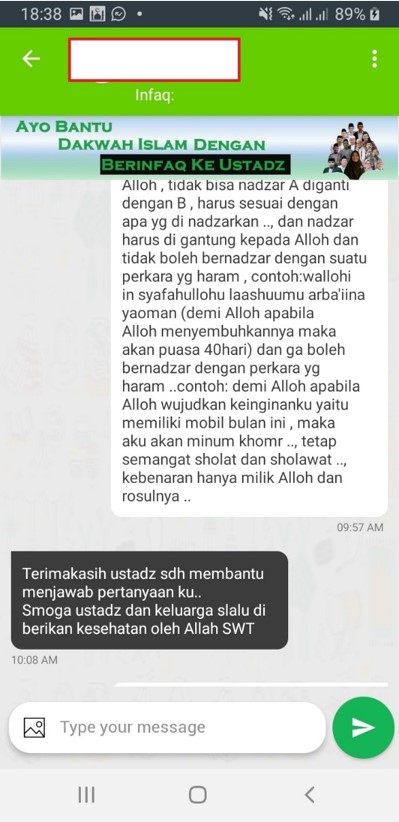 18:38
89%
Infaq:
AYO BANTU
DAKWAH ISLAM DENGAN
BERINFAQ KE USTADZ
Alloh , tidak bisa nadzar A diganti
dengan B , harus sesuai dengan
apa yg di nadzarkan .., dan nadzar
harus di gantung kepada Alloh dan
tidak boleh bernadzar dengan suatu
perkara yg haram , contoh:wallohi
in syafahullohu laashuumu arba'iina
yaoman (demi Alloh apabila
Alloh menyembuhkannya maka
akan puasa 40hari) dan ga boleh
bernadzar dengan perkara yg
haram ..contoh: demi Alloh apabila
Alloh wujudkan keinginanku yaitu
memiliki mobil bulan ini , maka
aku akan minum khomr .., tetap
semangat sholat dan sholawat ..,
kebenaran hanya milik Alloh dan
rosulnya ..
09:57 AM
Terimakasih ustadz sdh membantu
menjawab pertanyaan ku..
Smoga ustadz dan keluarga slalu di
berikan kesehatan oleh Allah SWT
10:08 AM
Type your message